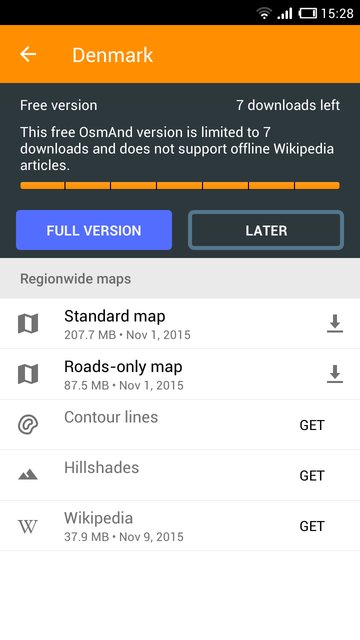 15:28
Denmark
Free version 7 downloads left
This free OsmAnd version is limited to 7
downloads and does not support offline Wikipedia
articles.
FULL VERSION LATER
Regionwide maps
Standard map
207.7 MB • Nov 1, 2015
Roads-only map
87.5 MB • Nov 1, 2015
Contour lines GET
Hillshades GET
W Wikipedia GET
37.9 MB • Nov 9, 2015